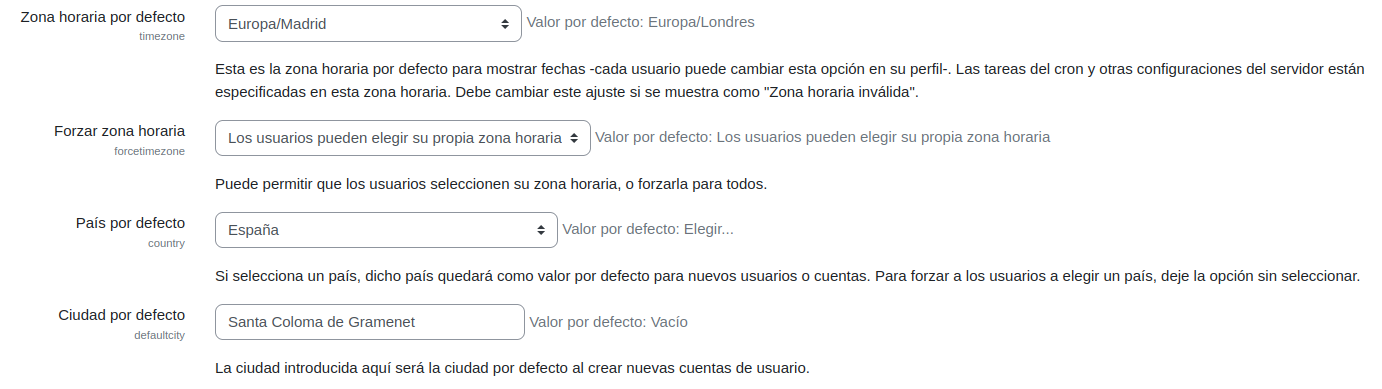 Zona horaria por defecto
timezone
Europa/Madrid
Valor por defecto: Europa/Londres
Esta es la zona horaria por defecto para mostrar fechas -cada usuario puede cambiar esta opción en su perfil-. Las tareas del cron y otras configuraciones del servidor están
especificadas en esta zona horaria. Debe cambiar este ajuste si se muestra como "Zona horaria inválida".
Forzar zona horaria
forcetimezone
Los usuarios pueden elegir su propia zona horaria
Valor por defecto: Los usuarios pueden elegir su propia zona horaria
Puede permitir que los usuarios seleccionen su zona horaria, o forzarla para todos.
País por defecto
country
España
Valor por defecto: Elegir...
Si selecciona un país, dicho país quedará como valor por defecto para nuevos usuarios o cuentas. Para forzar a los usuarios a elegir un país, deje la opción sin seleccionar.
Ciudad por defecto
defaultcity
Santa Coloma de Gramenet
Valor por defecto: Vacío
La ciudad introducida aquí será la ciudad por defecto al crear nuevas cuentas de usuario.